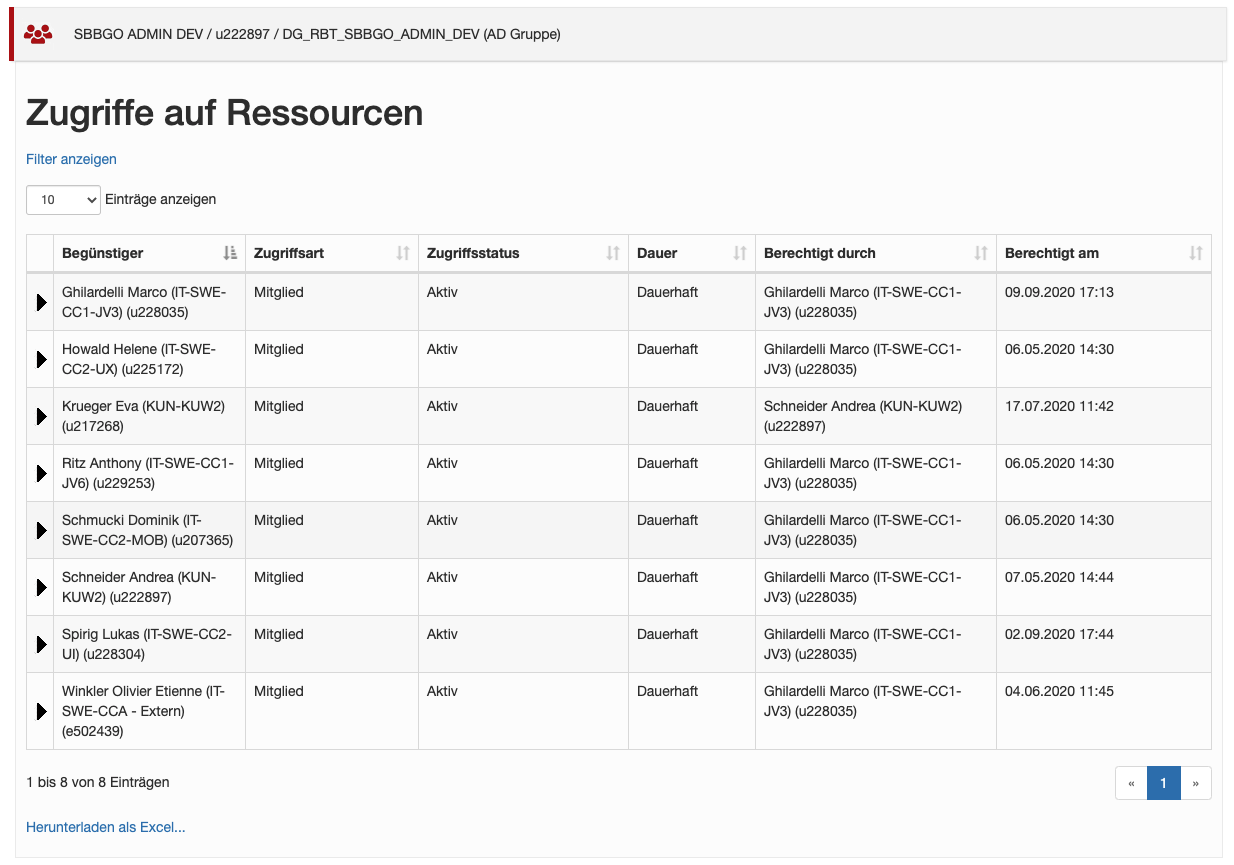 SBBGO ADMIN DEV / u222897 / DG_RBT_SBBGO_ADMIN_DEV (AD Gruppe)
Zugriffe auf Ressourcen
Filter anzeigen
10 Einträge anzeigen
Begünstiger Zugriffsart Zugriffsstatus Dauer Berechtigt durch Berechtigt am
Ghilardelli Marco (IT-SWE- Mitglied Aktiv Dauerhaft Ghilardelli Marco (IT-SWE-CC1- 09.09.2020 17:13
CC1-JV3) (u228035) JV3) (u228035)
Howald Helene (IT-SWE- Mitglied Aktiv Dauerhaft Ghilardelli Marco (IT-SWE-CC1- 06.05.2020 14:30
CC2-UX) (u225172) JV3) (u228035)
Krueger Eva (KUN-KUW2) Mitglied Aktiv Dauerhaft Schneider Andrea (KUN-KUW2) 17.07.2020 11:42
(u217268) (u222897)
Ritz Anthony (IT-SWE-CC1- Mitglied Aktiv Dauerhaft Ghilardelli Marco (IT-SWE-CC1- 06.05.2020 14:30
JV6) (u229253) JV3) (u228035)
Schmucki Dominik (IT- Mitglied Aktiv Dauerhaft Ghilardelli Marco (IT-SWE-CC1- 06.05.2020 14:30
SWE-CC2-MOB) (u207365) JV3) (u228035)
Schneider Andrea (KUN- Mitglied Aktiv Dauerhaft Ghilardelli Marco (IT-SWE-CC1- 07.05.2020 14:44
KUW2) (u222897) JV3) (u228035)
Spirig Lukas (IT-SWE-CC2- Mitglied Aktiv Dauerhaft Ghilardelli Marco (IT-SWE-CC1- 02.09.2020 17:44
UI) (u228304) JV3) (u228035)
Winkler Olivier Etienne (IT- Mitglied Aktiv Dauerhaft Ghilardelli Marco (IT-SWE-CC1- 04.06.2020 11:45
SWE-CCA - Extern) JV3) (u228035)
(e502439)
1 bis 8 von 8 Einträgen « 1 »
Herunterladen als Excel...